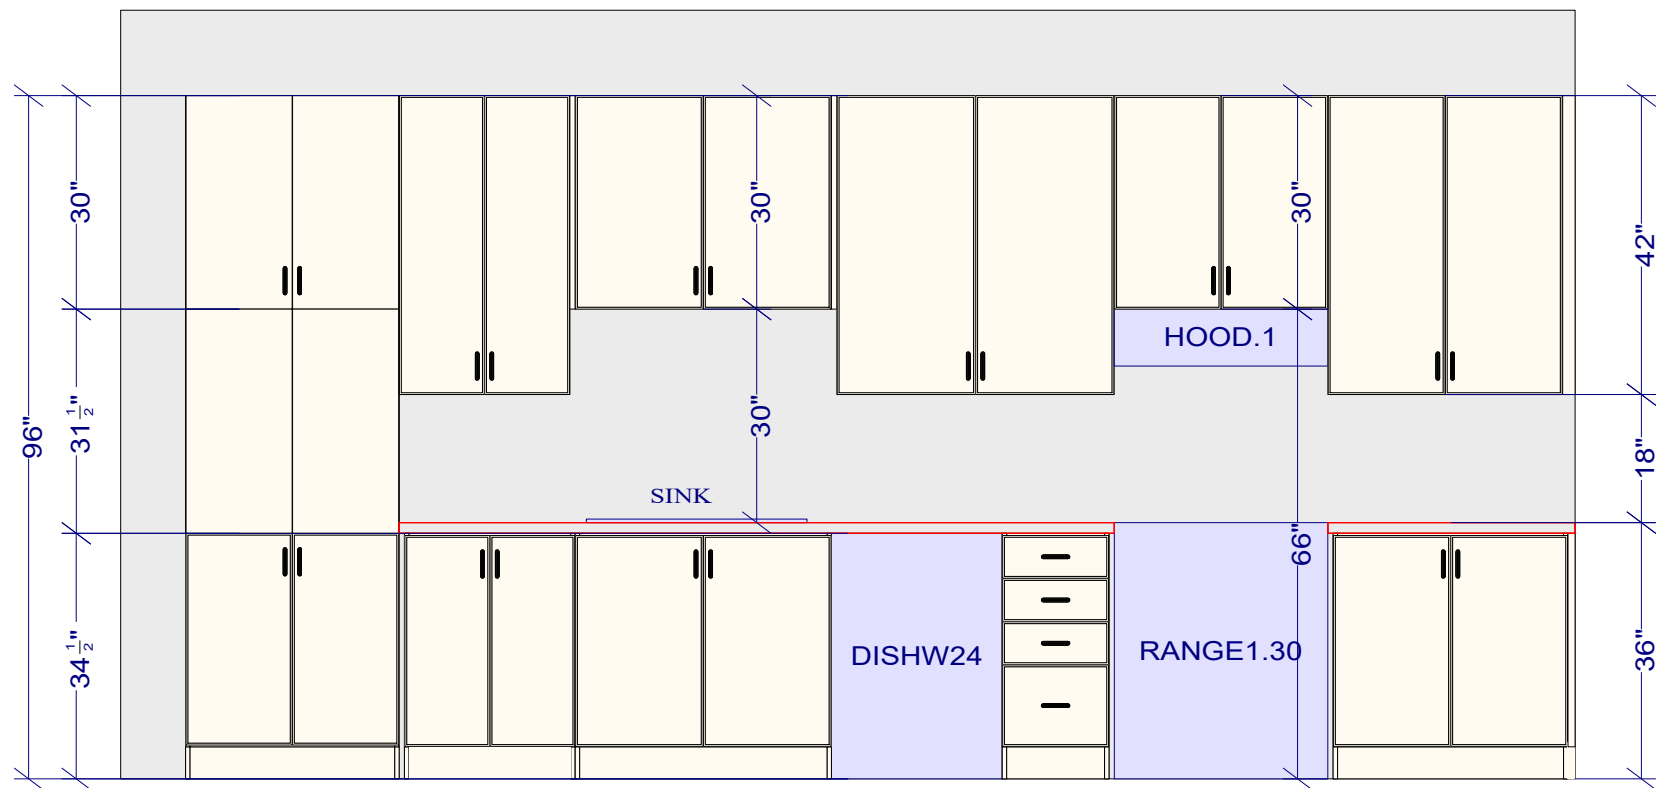 30"
30"
30"
42"
HOOD.1
96"
31 1/2"
30"
18"
SINK
66"
34 1/2"
DISHW24
RANGE1.30
36"